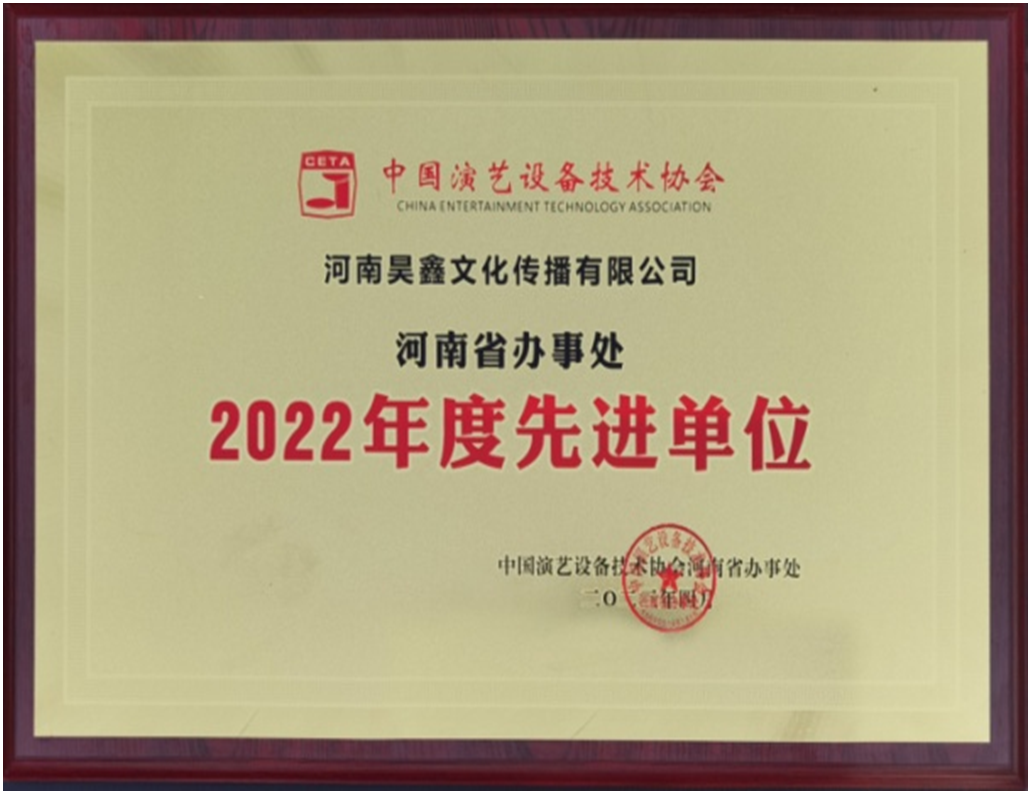 CETA
中国演艺设备技术协会
CHINA ENTERTAINMENT TECHNOLOGY ASSOCIATION
河南昊鑫文化传播有限公司
河南省办事处
2022年度先进单位
中国演艺设备技术协会河南省办事处